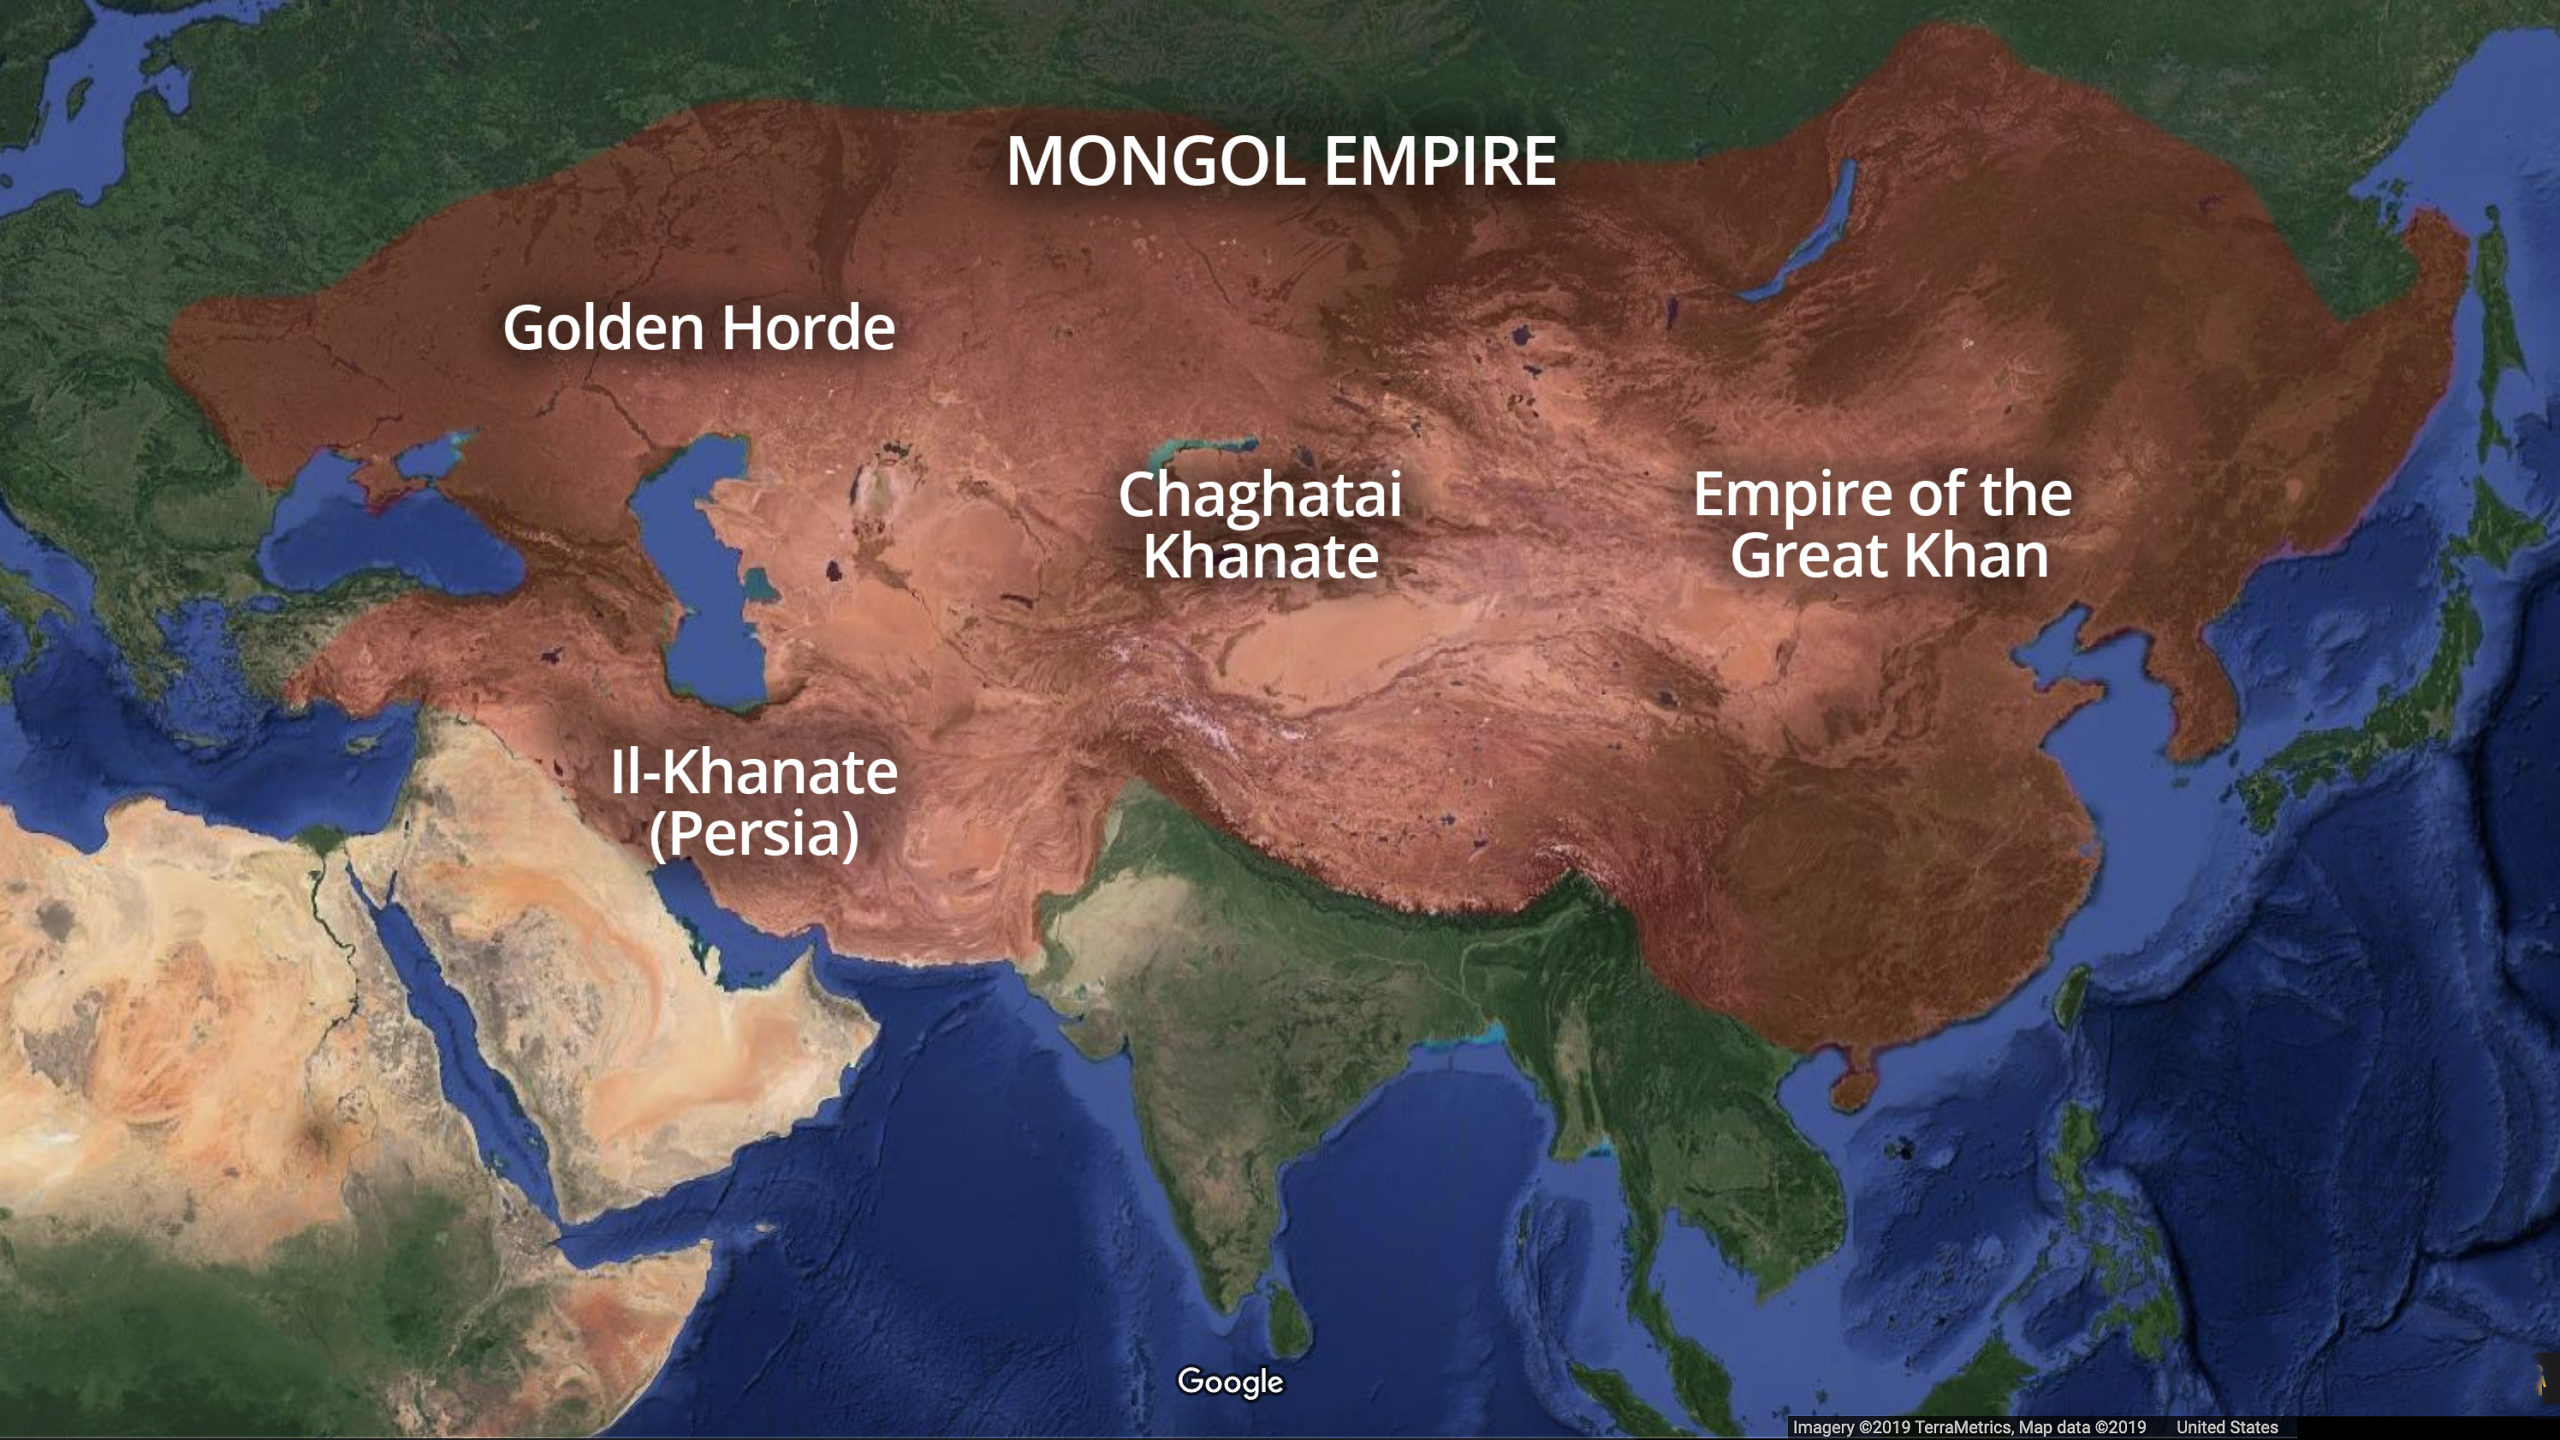 MONGOL EMPIRE
Golden Horde
Chaghatai
Khanate
Empire of the
Great Khan
Il-Khanate
(Persia)
Google
Imagery ©2019 TerraMetrics, Map data ©2019 United States